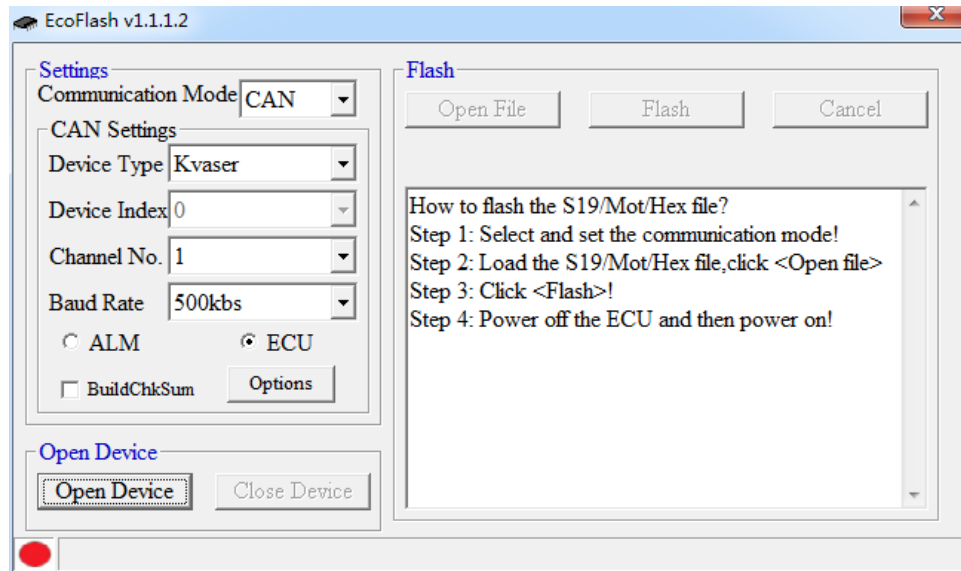 EcoFlash v1.1.1.2
Settings
Communication Mode CAN
CAN Settings
Device Type Kvaser
Device Index 0
Channel No. 1
Baud Rate 500kbs
ALM ECU
BuildChkSum Options
Open Device
Open Device Close Device
Flash
Open File Flash Cancel
How to flash the S19/Mot/Hex file?
Step 1: Select and set the communication mode!
Step 2: Load the S19/Mot/Hex file,click <Open file>
Step 3: Click <Flash>!
Step 4: Power off the ECU and then power on!